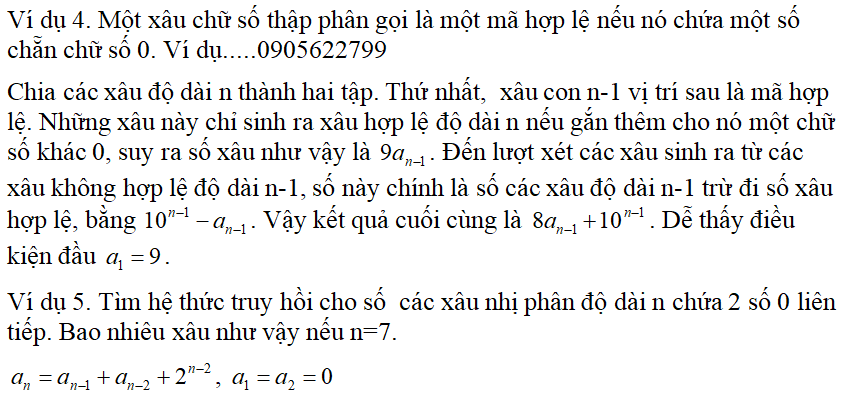 Ví dụ 4. Một xâu chữ số thập phân gọi là một mã hợp lệ nếu nó chứa một số
chẵn chữ số 0. Ví dụ.....0905622799
Chia các xâu độ dài n thành hai tập. Thứ nhất, xâu con n-1 vị trí sau là mã hợp
lệ. Những xâu này chỉ sinh ra xâu hợp lệ độ dài n nếu gắn thêm cho nó một chữ
số khác 0, suy ra số xâu như vậy là $9a_{n-1}$. Đến lượt xét các xâu sinh ra từ các
xâu không hợp lệ độ dài n-1, số này chính là số các xâu độ dài n-1 trừ đi số xâu
hợp lệ, bằng $10^{n-1} - a_{n-1}$. Vậy kết quả cuối cùng là $8a_{n-1} + 10^{n-1}$. Dễ thấy điều
kiện đầu $a_1 = 9$.
Ví dụ 5. Tìm hệ thức truy hồi cho số các xâu nhị phân độ dài n chứa 2 số 0 liên
tiếp. Bao nhiêu xâu như vậy nếu n=7.
$a_n = a_{n-1} + a_{n-2} + 2^{n-2}$, $a_1 = a_2 = 0$